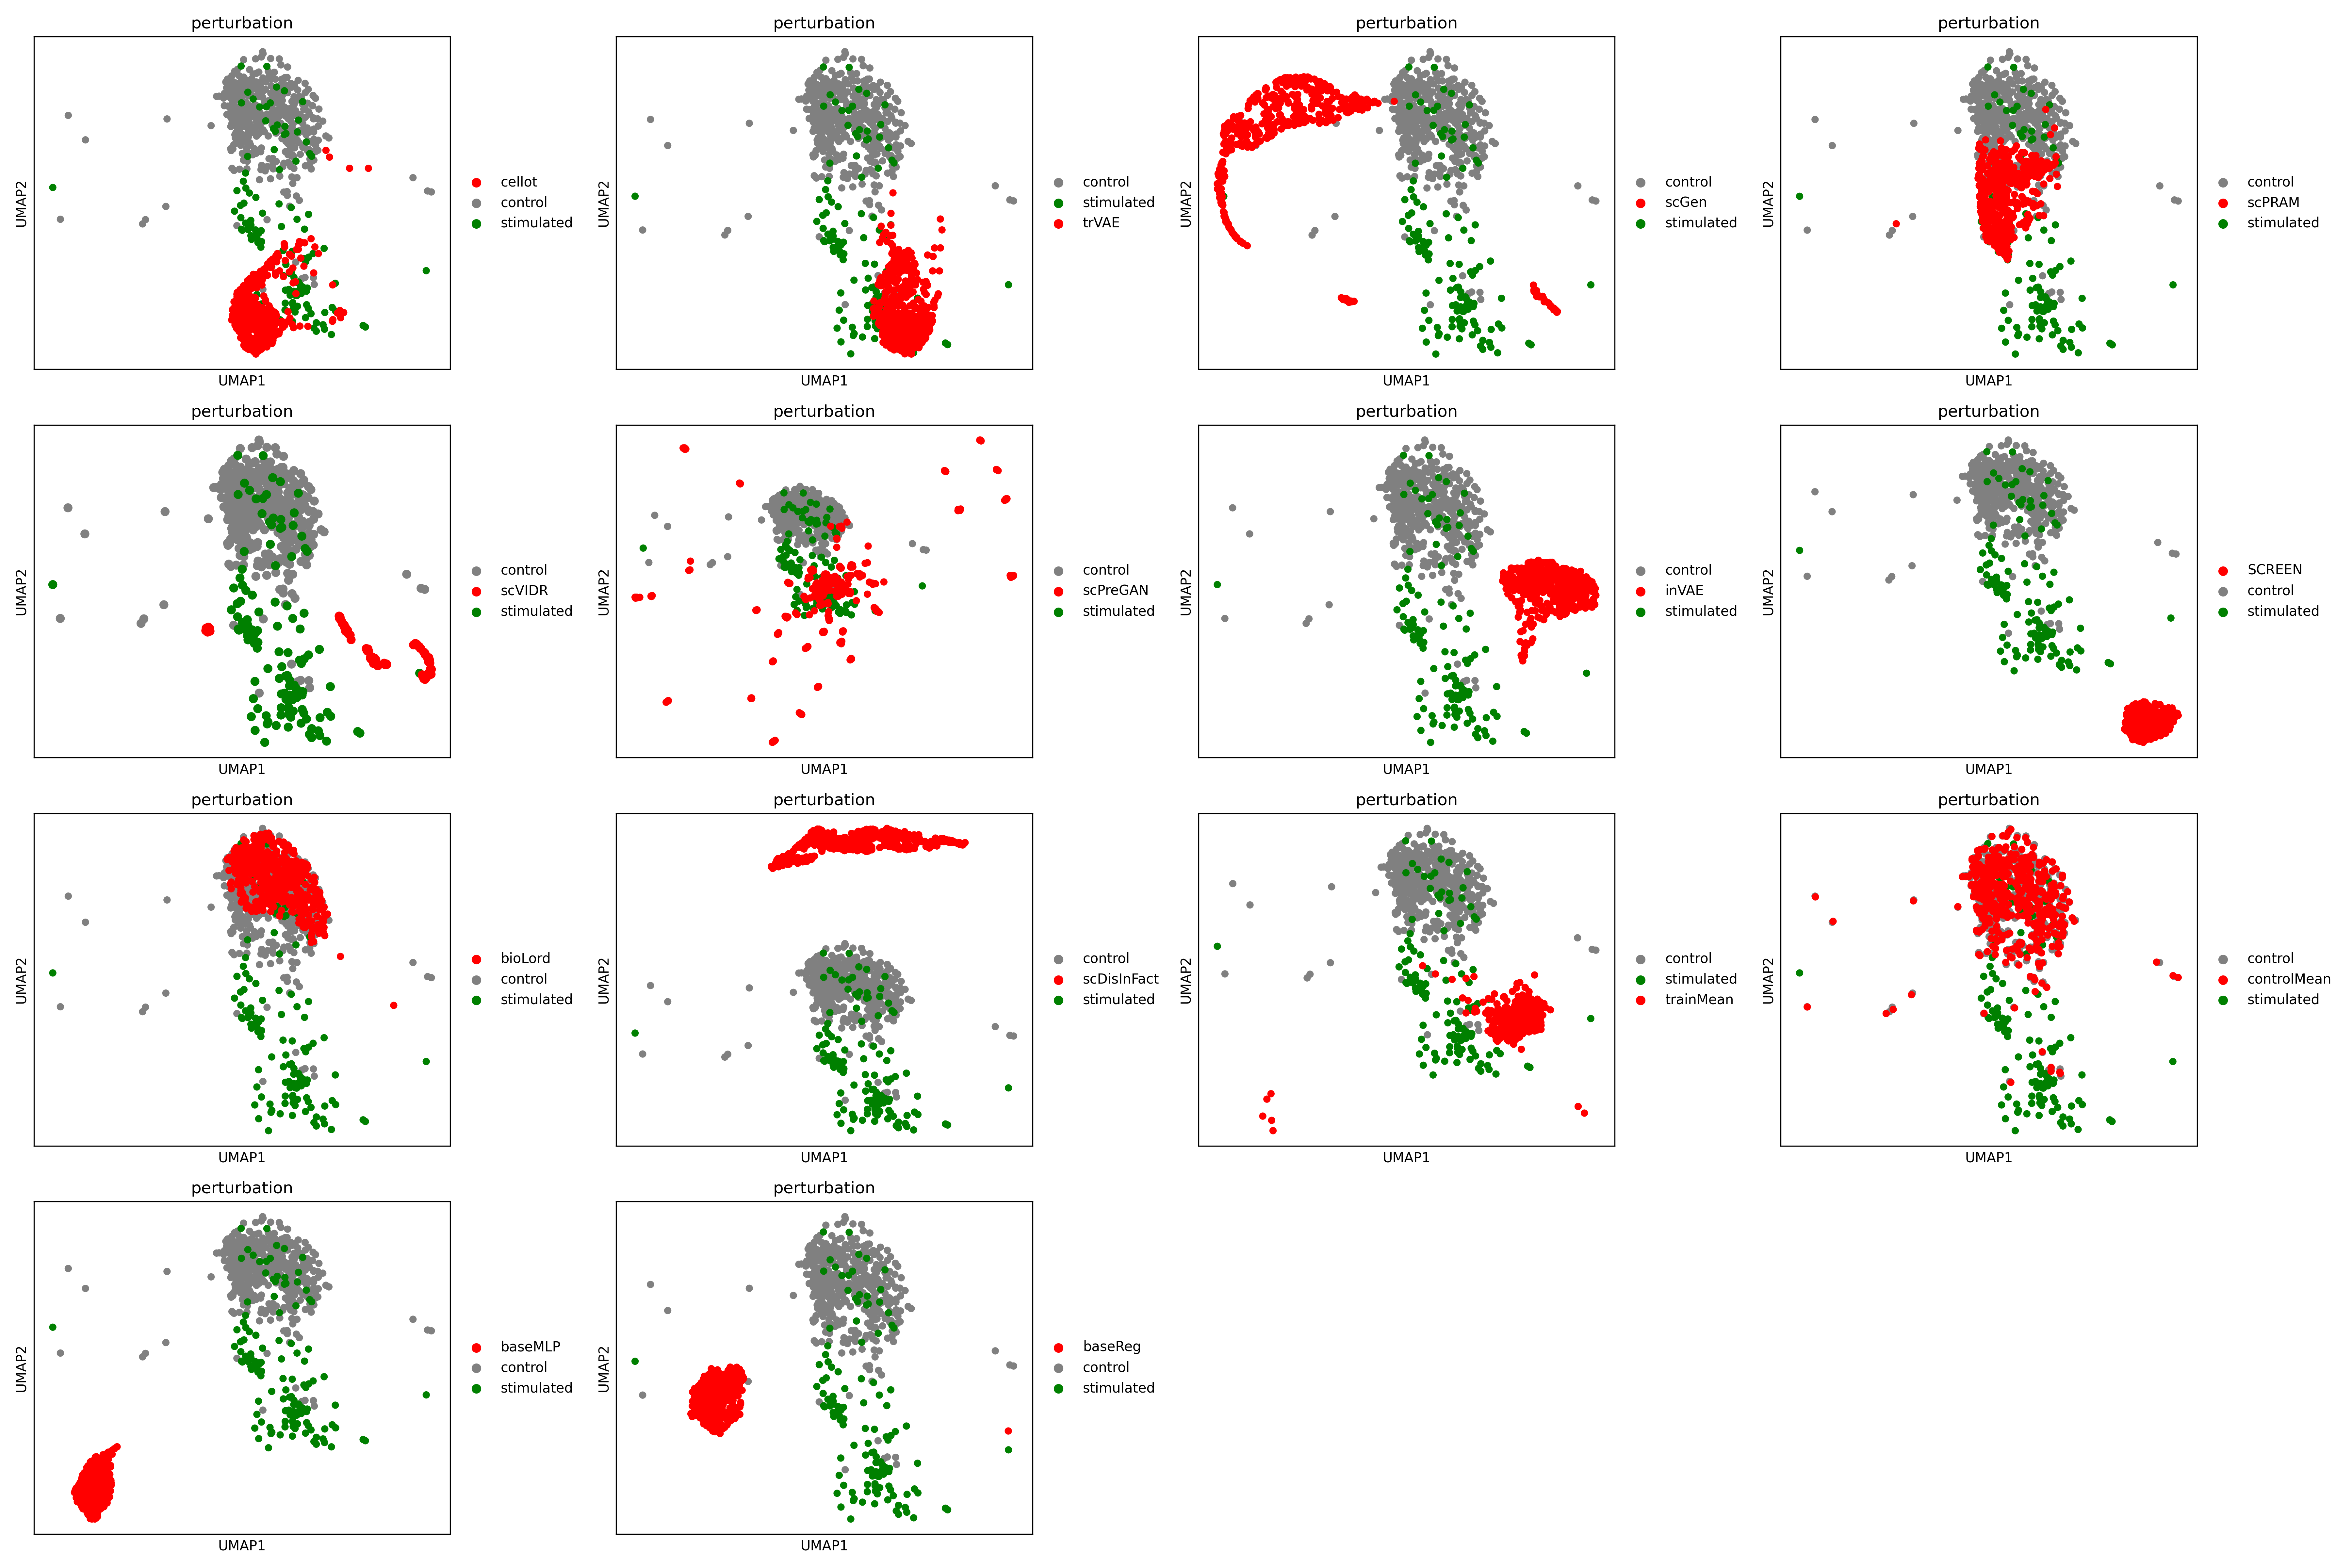 perturbation
UMAP2
cellot
control
stimulated
UMAP1
perturbation
UMAP2
control
stimulated
trVAE
UMAP1
perturbation
UMAP2
control
scGen
stimulated
UMAP1
perturbation
UMAP2
control
scPRAM
stimulated
UMAP1
perturbation
UMAP2
control
scVIDR
stimulated
UMAP1
perturbation
UMAP2
control
scPreGAN
stimulated
UMAP1
perturbation
UMAP2
control
inVAE
stimulated
UMAP1
perturbation
UMAP2
SCREEN
control
stimulated
UMAP1
perturbation
UMAP2
bioLord
control
stimulated
UMAP1
perturbation
UMAP2
control
scDisInFact
stimulated
UMAP1
perturbation
UMAP2
control
stimulated
trainMean
UMAP1
perturbation
UMAP2
control
controlMean
stimulated
UMAP1
perturbation
UMAP2
baseMLP
control
stimulated
UMAP1
perturbation
UMAP2
baseReg
control
stimulated
UMAP1